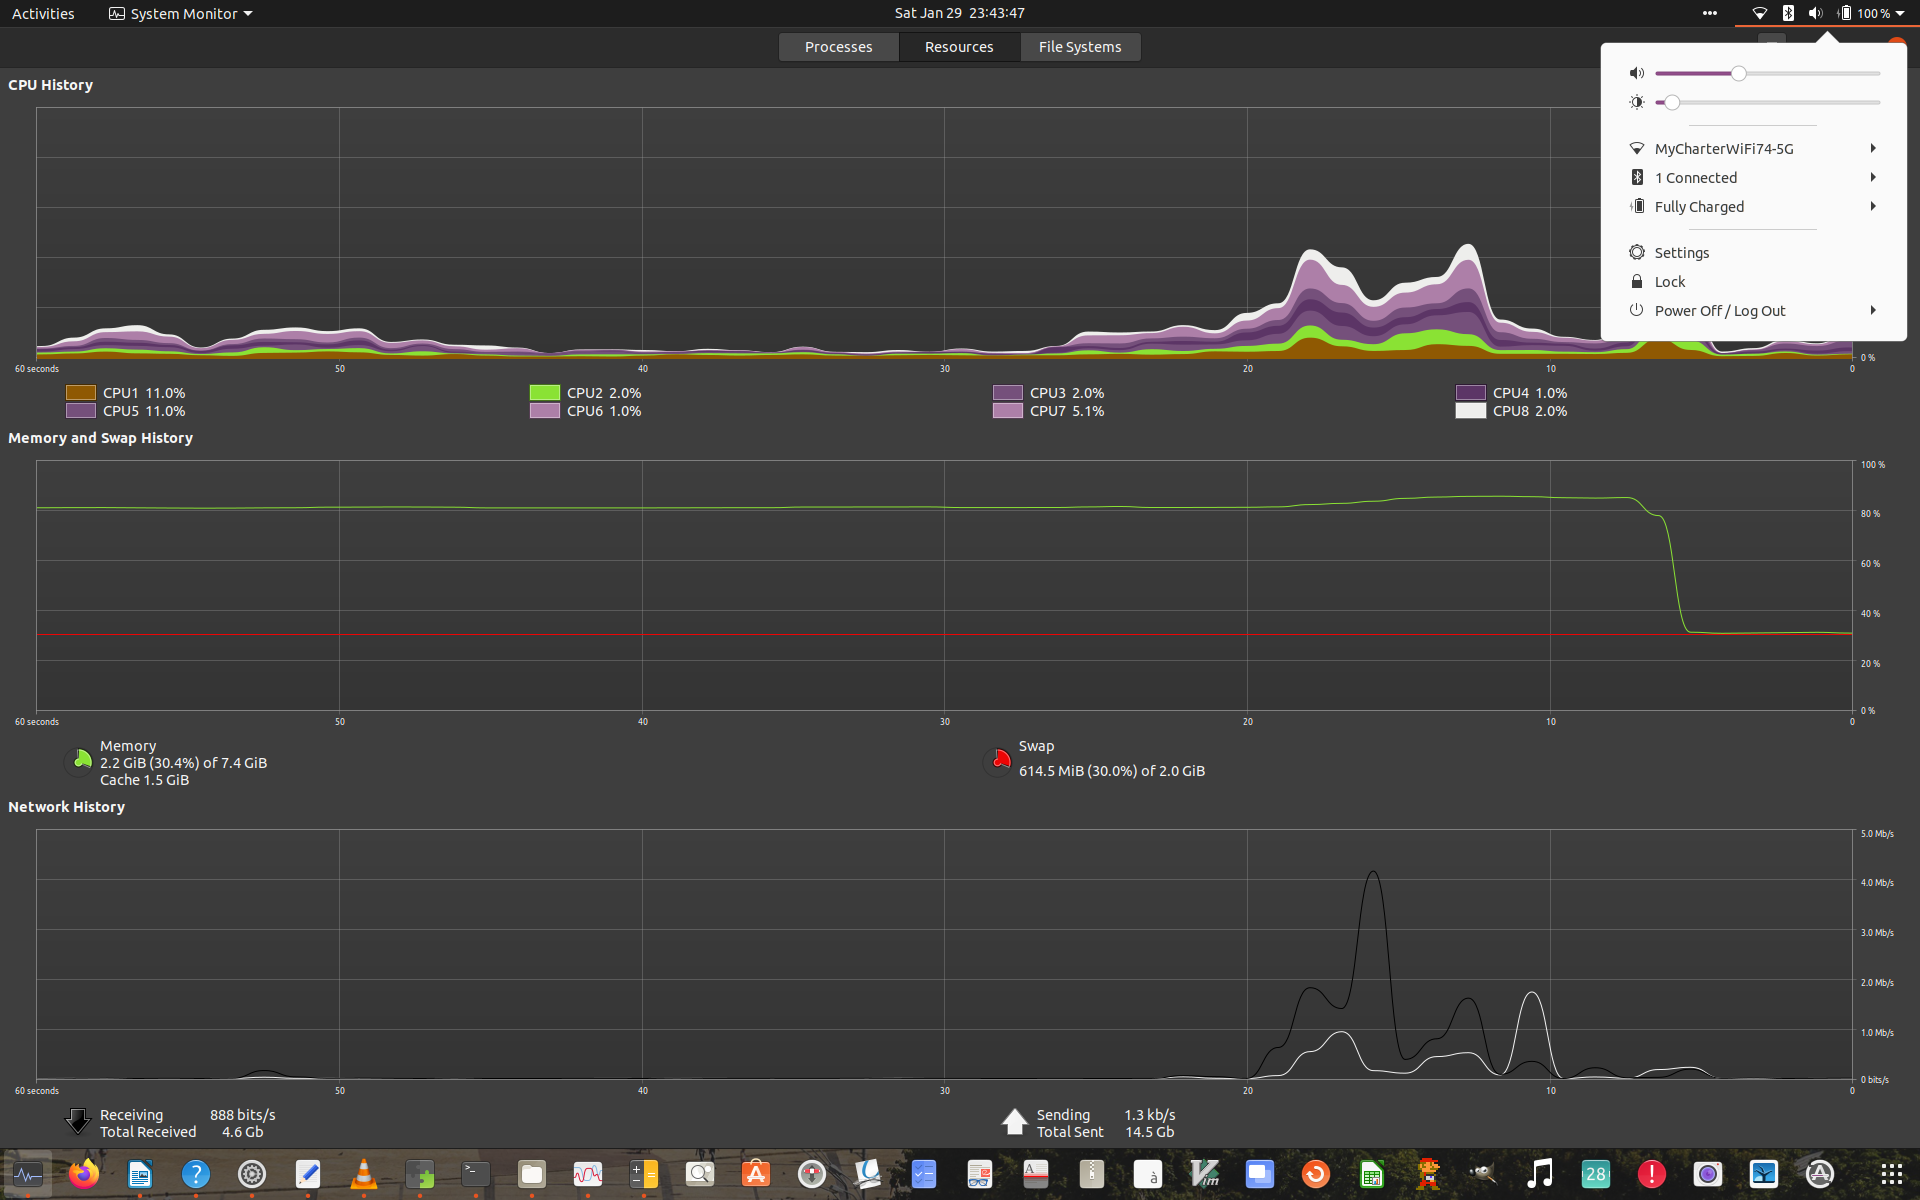 Activities System Monitor Sat Jan 29 23:43:47 100 %
Processes Resources File Systems
CPU History
MyCharterWiFi74-5G
1 Connected
Fully Charged
Settings
Lock
Power Off / Log Out
0 %
60 seconds 50 40 30 20 10 0
CPU1 11.0% CPU2 2.0% CPU3 2.0% CPU4 1.0%
CPU5 11.0% CPU6 1.0% CPU7 5.1% CPU8 2.0%
Memory and Swap History
100 %
80 %
60 %
40 %
20 %
0 %
60 seconds 50 40 30 20 10 0
Memory
2.2 GiB (30.4%) of 7.4 GiB
Cache 1.5 GiB
Swap
614.5 MiB (30.0%) of 2.0 GiB
Network History
5.0 Mb/s
4.0 Mb/s
3.0 Mb/s
2.0 Mb/s
1.0 Mb/s
0 bits/s
60 seconds 50 40 30 20 10 0
Receiving 888 bits/s
Total Received 4.6 Gb
Sending 1.3 kb/s
Total Sent 14.5 Gb
? >_ A à Vim 28 !